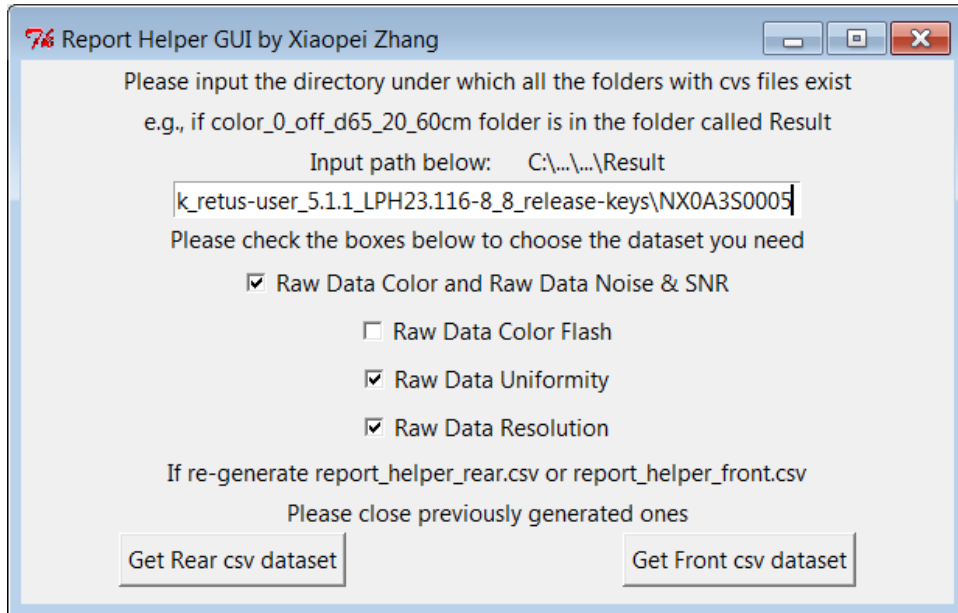 Report Helper GUI by Xiaopei Zhang
Please input the directory under which all the folders with cvs files exist
e.g., if color_0_off_d65_20_60cm folder is in the folder called Result
Input path below: C:\...\...\Result
k_retus-user_5.1.1_LPH23.116-8_8_release-keys\NX0A3S0005
Please check the boxes below to choose the dataset you need
Raw Data Color and Raw Data Noise & SNR
Raw Data Color Flash
Raw Data Uniformity
Raw Data Resolution
If re-generate report_helper_rear.csv or report_helper_front.csv
Please close previously generated ones
Get Rear csv dataset Get Front csv dataset